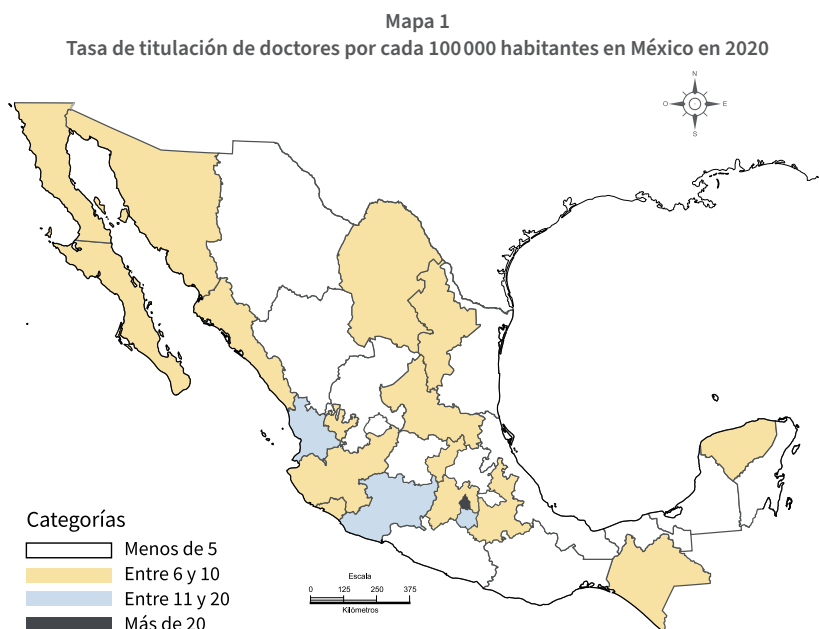 Mapa 1
Tasa de titulación de doctores por cada 100 000 habitantes en México en 2020
N
O E
S
Categorías
Menos de 5
Entre 6 y 10
Entre 11 y 20
Más de 20
Escala
0 125 250 375
Kilómetros